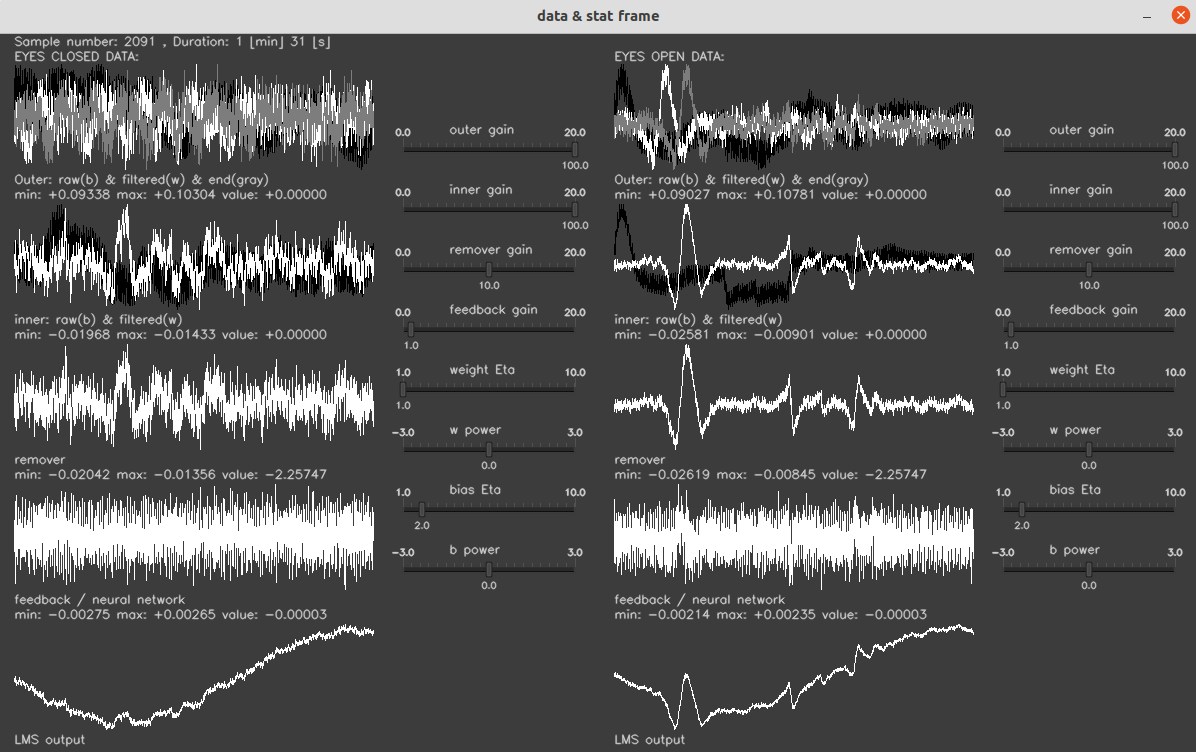 data & stat frame
Sample number: 2091 , Duration: 1 [min] 31 [s]
EYES CLOSED DATA:
outer gain
0.0 20.0
100.0
Outer: raw(b) & filtered(w) & end(gray)
min: +0.09338 max: +0.10304 value: +0.00000
inner gain
0.0 20.0
100.0
remover gain
0.0 20.0
10.0
inner: raw(b) & filtered(w)
min: -0.01968 max: -0.01433 value: +0.00000
feedback gain
0.0 20.0
1.0
weight Eta
1.0 10.0
1.0
w power
-3.0 3.0
0.0
remover
min: -0.02042 max: -0.01356 value: -2.25747
bias Eta
1.0 10.0
2.0
b power
-3.0 3.0
0.0
feedback / neural network
min: -0.00275 max: +0.00265 value: -0.00003
LMS output
EYES OPEN DATA:
outer gain
0.0 20.0
100.0
Outer: raw(b) & filtered(w) & end(gray)
min: +0.09027 max: +0.10781 value: +0.00000
inner gain
0.0 20.0
100.0
remover gain
0.0 20.0
10.0
inner: raw(b) & filtered(w)
min: -0.02581 max: -0.00901 value: +0.00000
feedback gain
0.0 20.0
1.0
weight Eta
1.0 10.0
1.0
w power
-3.0 3.0
0.0
remover
min: -0.02619 max: -0.00845 value: -2.25747
bias Eta
1.0 10.0
2.0
b power
-3.0 3.0
0.0
feedback / neural network
min: -0.00214 max: +0.00235 value: -0.00003
LMS output